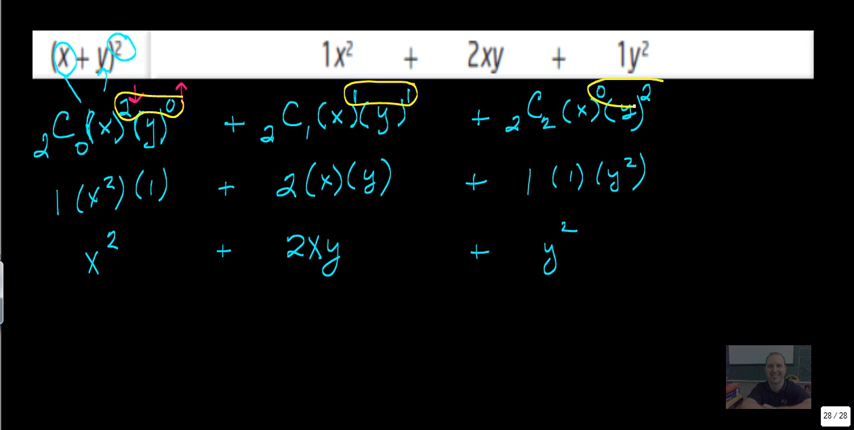 (x + y)² 1x² + 2xy + 1y²
₂C₀(x)²(y)⁰ + ₂C₁(x)¹(y)¹ + ₂C₂(x)⁰(y)²
1(x²)(1) + 2(x)(y) + 1(1)(y²)
x² + 2xy + y²
28 / 28